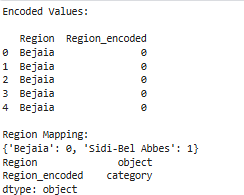 Encoded Values:
Region Region_encoded
0 Bejaia 0
1 Bejaia 0
2 Bejaia 0
3 Bejaia 0
4 Bejaia 0
Region Mapping:
{'Bejaia': 0, 'Sidi-Bel Abbes': 1}
Region object
Region_encoded category
dtype: object